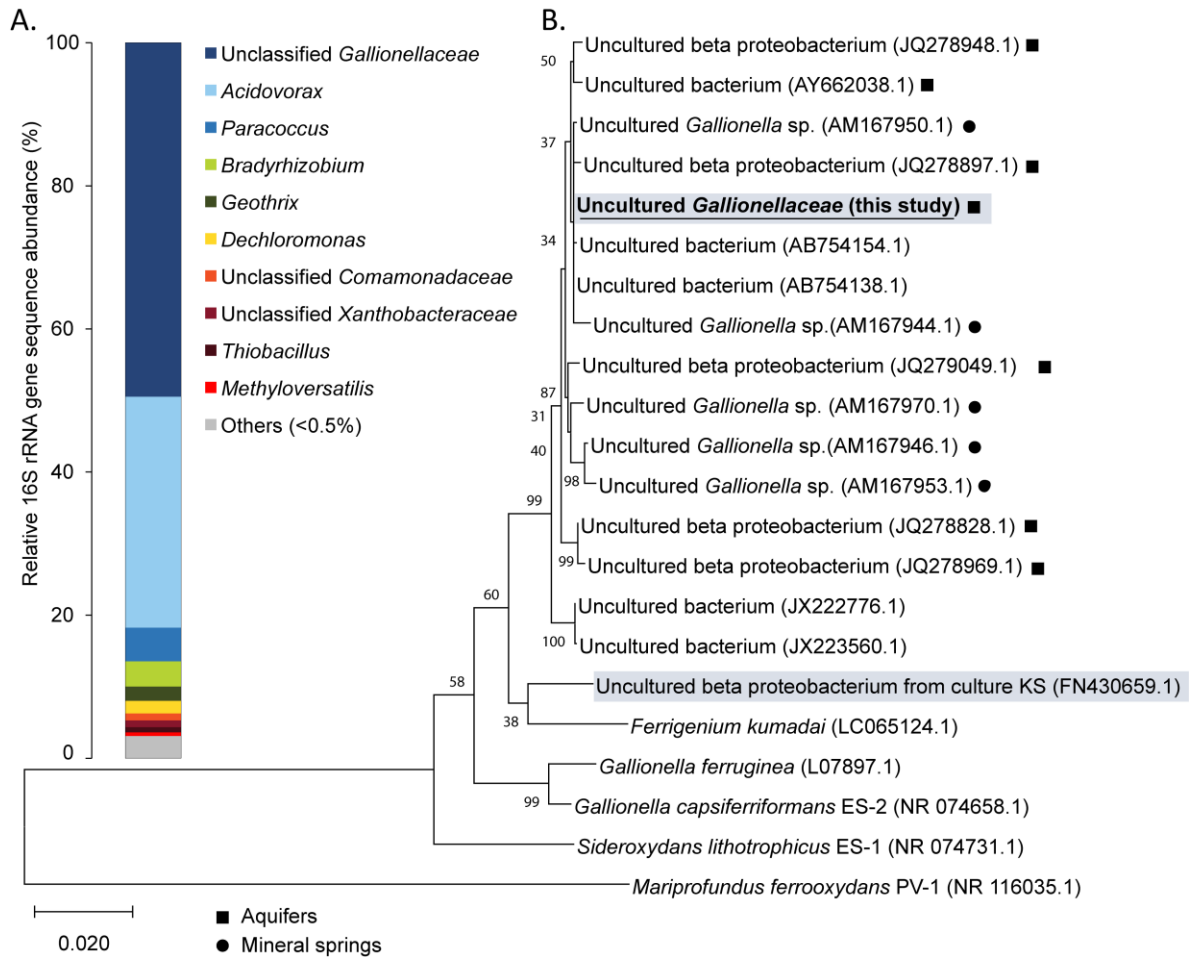 A.
Relative 16S rRNA gene sequence abundance (%)
100
80
60
40
20
0
Unclassified Gallionellaceae
Acidovorax
Paracoccus
Bradyrhizobium
Geothrix
Dechloromonas
Unclassified Comamonadaceae
Unclassified Xanthobacteraceae
Thiobacillus
Methyloversatilis
Others (<0.5%)
B.
Uncultured beta proteobacterium (JQ278948.1)
Uncultured bacterium (AY662038.1)
Uncultured Gallionella sp. (AM167950.1)
Uncultured beta proteobacterium (JQ278897.1)
Uncultured Gallionellaceae (this study)
Uncultured bacterium (AB754154.1)
Uncultured bacterium (AB754138.1)
Uncultured Gallionella sp.(AM167944.1)
Uncultured beta proteobacterium (JQ279049.1)
Uncultured Gallionella sp. (AM167970.1)
Uncultured Gallionella sp.(AM167946.1)
Uncultured Gallionella sp. (AM167953.1)
Uncultured beta proteobacterium (JQ278828.1)
Uncultured beta proteobacterium (JQ278969.1)
Uncultured bacterium (JX222776.1)
Uncultured bacterium (JX223560.1)
Uncultured beta proteobacterium from culture KS (FN430659.1)
Ferrigenium kumadai (LC065124.1)
Gallionella ferruginea (L07897.1)
Gallionella capsiferriformans ES-2 (NR 074658.1)
Sideroxydans lithotrophicus ES-1 (NR 074731.1)
Mariprofundus ferrooxydans PV-1 (NR 116035.1)
50
37
34
87
31
40
98
99
99
60
100
58
38
99
0.020
Aquifers
Mineral springs